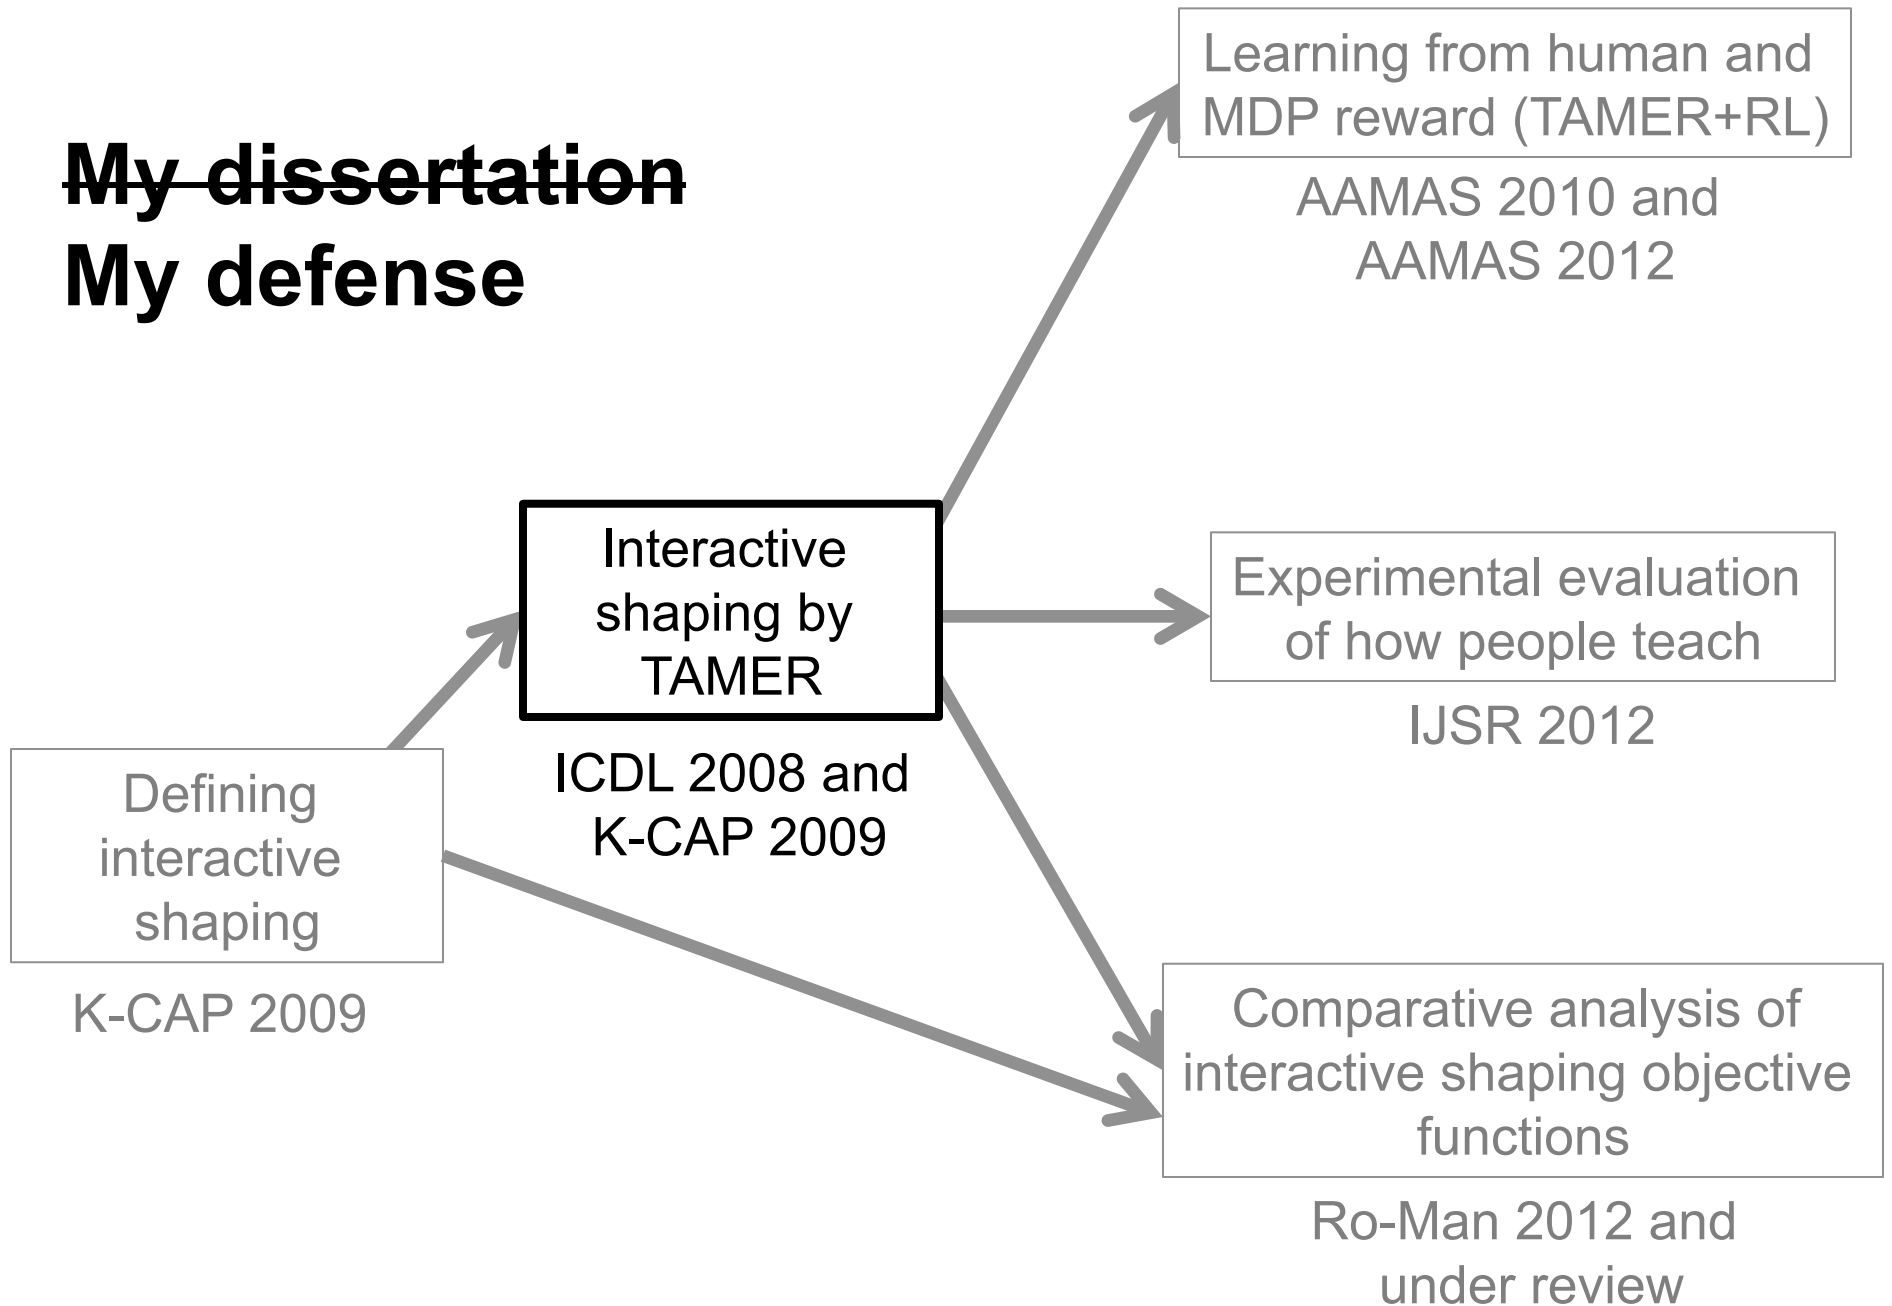 My dissertation
My defense
Learning from human and
MDP reward (TAMER+RL)
AAMAS 2010 and
AAMAS 2012
Interactive
shaping by
TAMER
ICDL 2008 and
K-CAP 2009
Experimental evaluation
of how people teach
IJSR 2012
Defining
interactive
shaping
K-CAP 2009
Comparative analysis of
interactive shaping objective
functions
Ro-Man 2012 and
under review